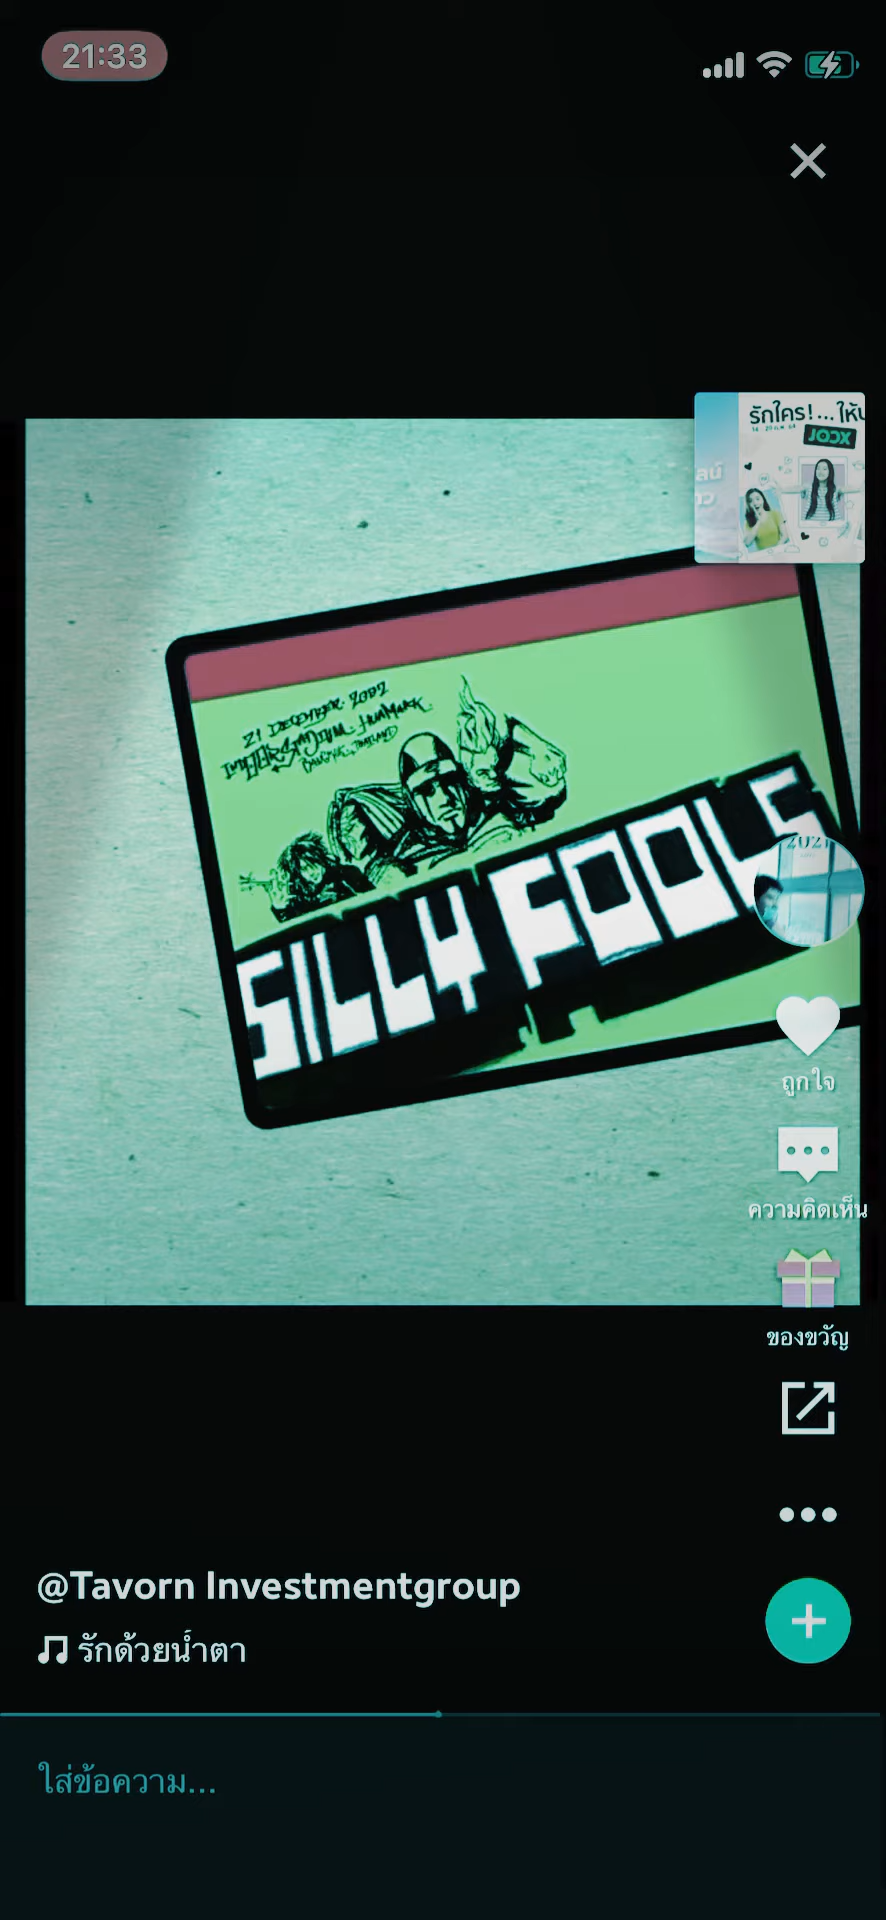 21:33
รักใคร!...ให้
JOOX
21 DECEMBER 2002
INDOOR STADIUM HUAMARK
BANGKOK, THAILAND
SILLY FOOLS
2021
ถูกใจ
ความคิดเห็น
ของขวัญ
@Tavorn Investmentgroup
รักด้วยน้ำตา
ใส่ข้อความ...